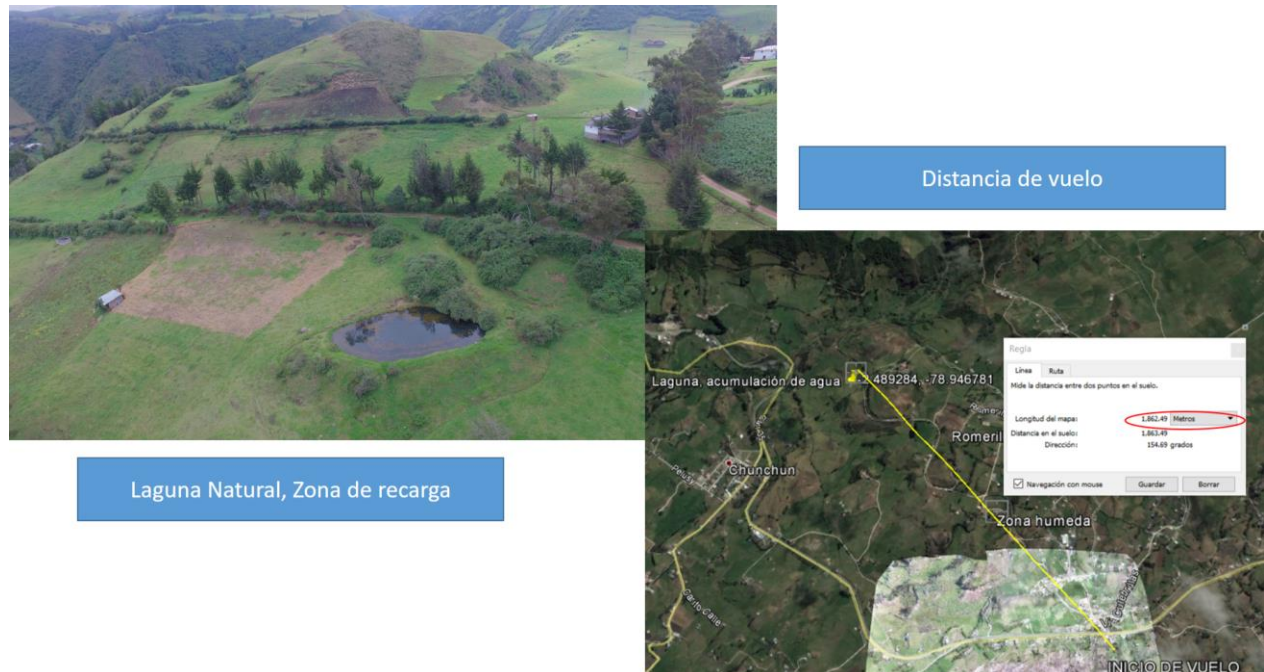 Distancia de vuelo
Laguna Natural, Zona de recarga
Laguna, acumulación de agua
489284, -78 946781
Chunchun
Zona humeda
INICIO DE VUELO
Regla
Línea Ruta
Mide la distancia entre dos puntos en el suelo.
Longitud del mapa: 1.862.49 Metros
Distancia en el suelo: 1.863.49
Dirección: 154.69 grados
Navegación con mouse Guardar Borrar